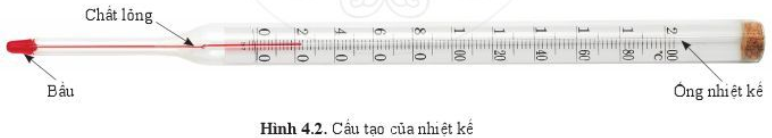 Chất lỏng
0 20 40 60 80 100 120 140 160 180 °C 200
Bầu
Ống nhiệt kế
Hình 4.2. Cấu tạo của nhiệt kế